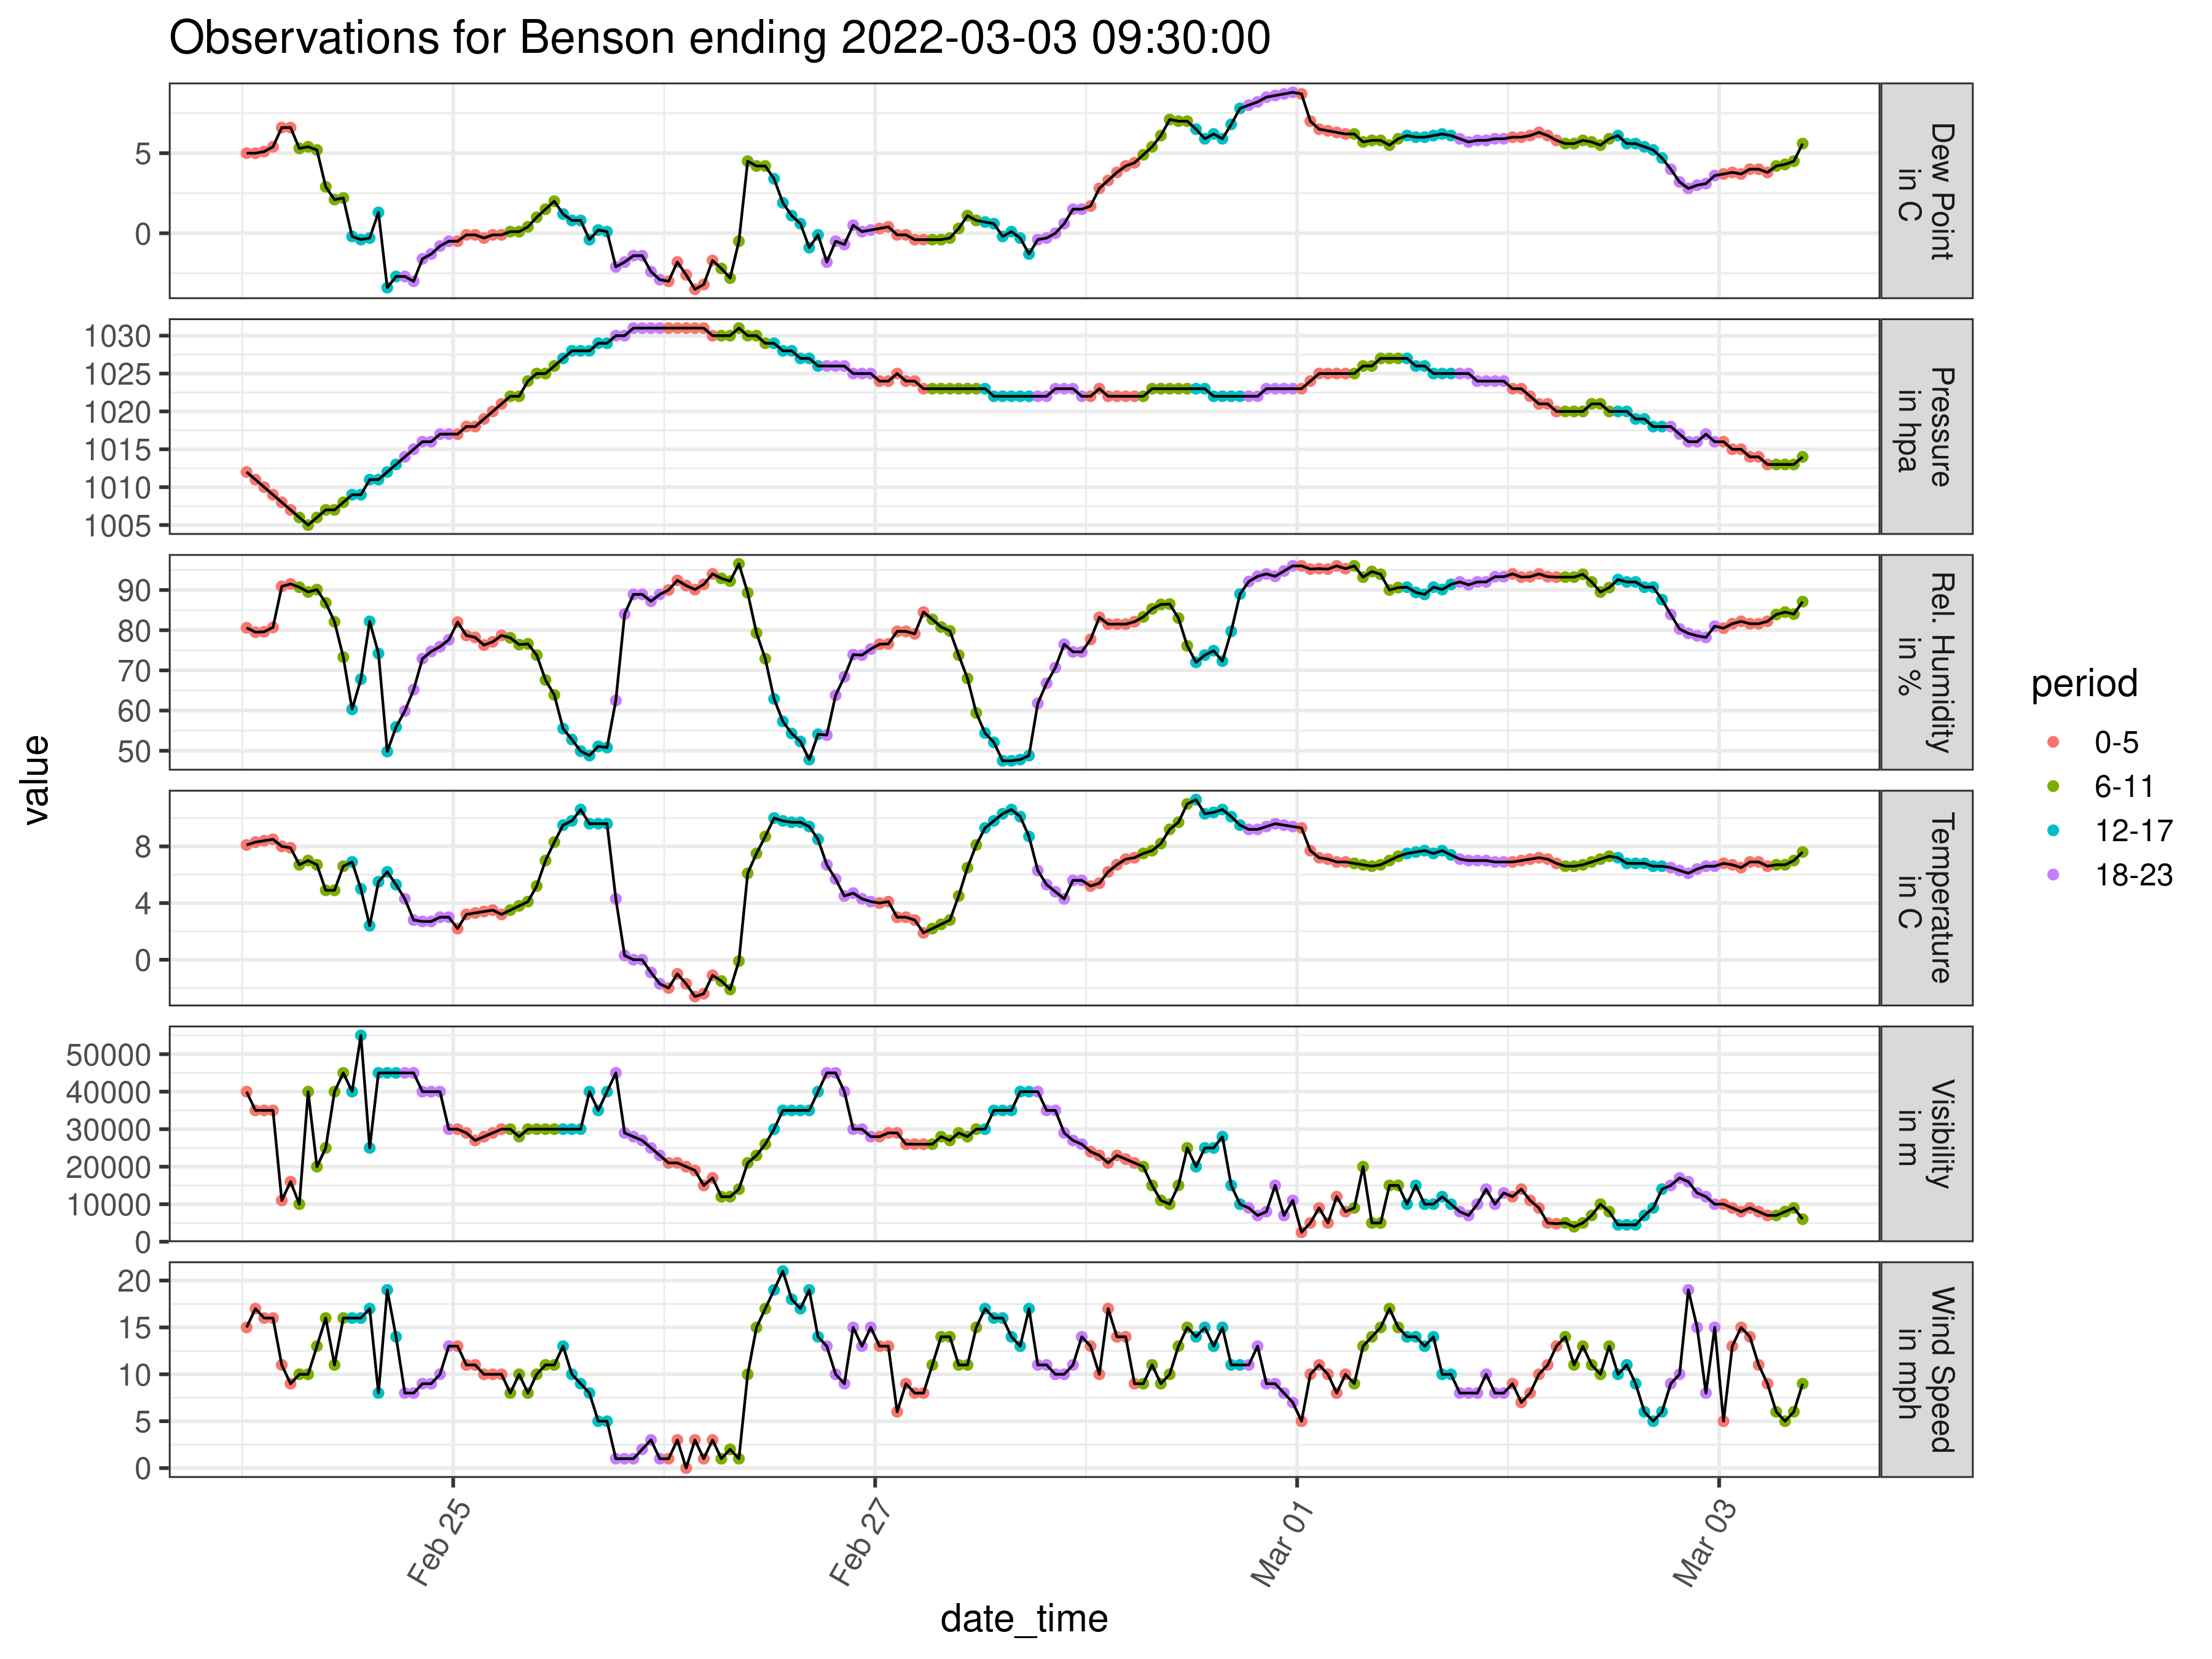 Observations for Benson ending 2022-03-03 09:30:00
value
5
0
Dew Point
in C
1030
1025
1020
1015
1010
1005
Pressure
in hpa
90
80
70
60
50
Rel. Humidity
in %
8
4
0
Temperature
in C
50000
40000
30000
20000
10000
0
Visibility
in m
20
15
10
5
0
Wind Speed
in mph
Feb 25
Feb 27
Mar 01
Mar 03
date_time
period
0-5
6-11
12-17
18-23